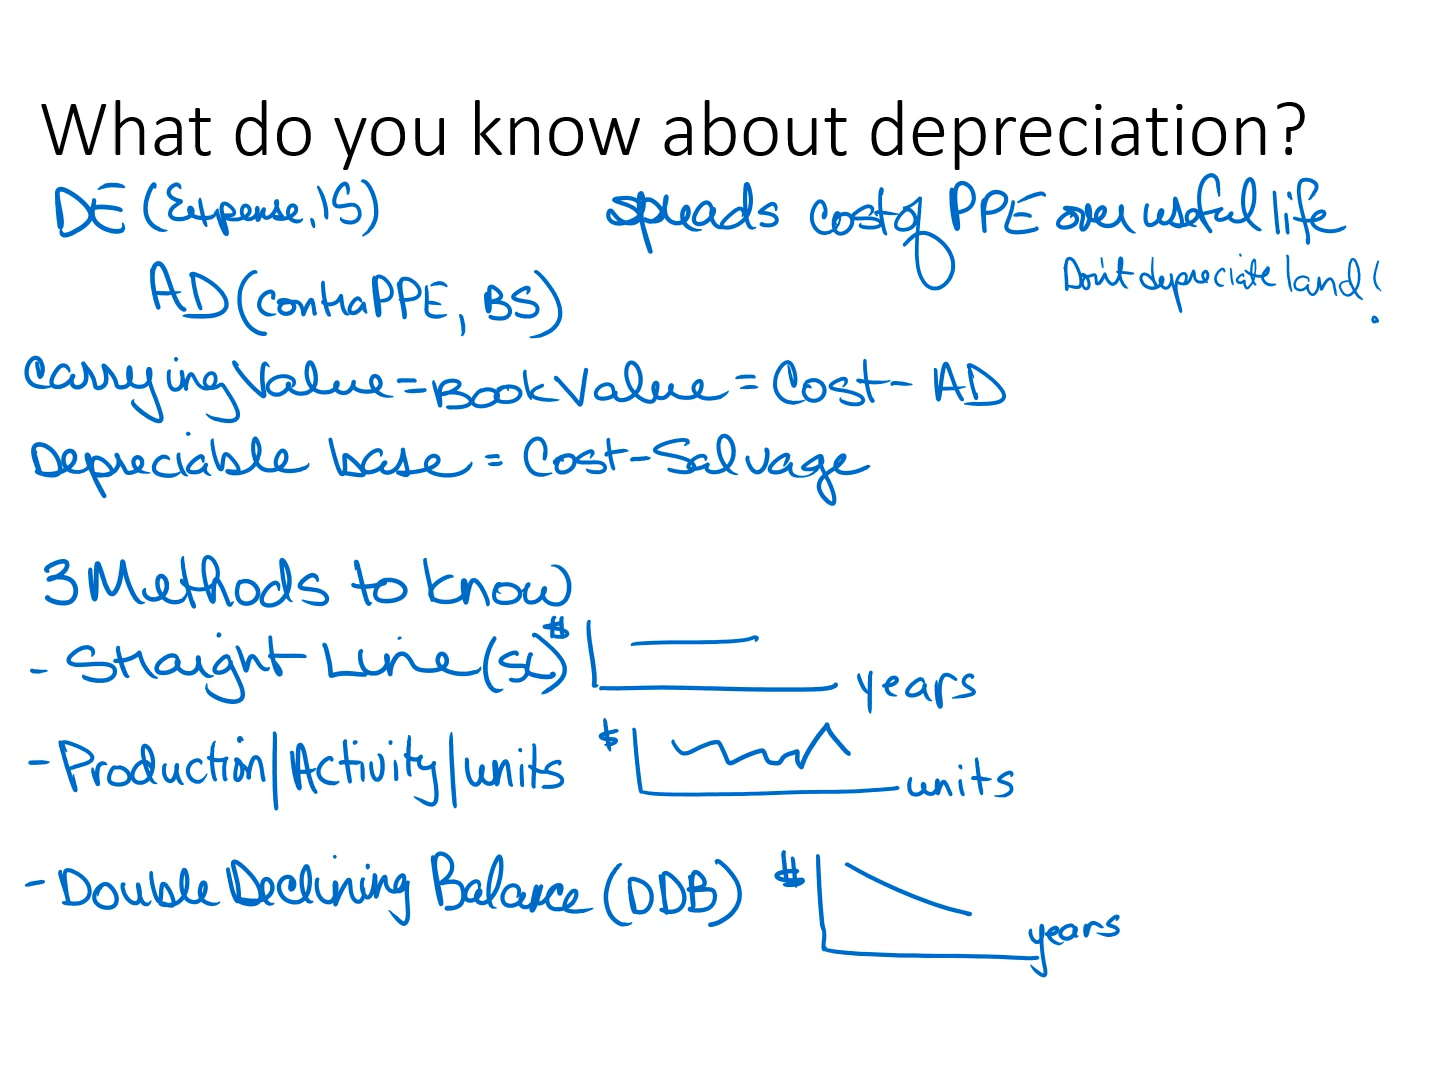 What do you know about depreciation?
DE (Expense, IS)
spreads cost of PPE over useful life
AD (contra PPE, BS)
Don't depreciate land!
Carrying Value = Book Value = Cost - AD
Depreciable base = Cost - Salvage
3 Methods to know
- Straight Line (SL)
$
years
- Production/Activity/units
$
units
- Double Declining Balance (DDB)
$
years